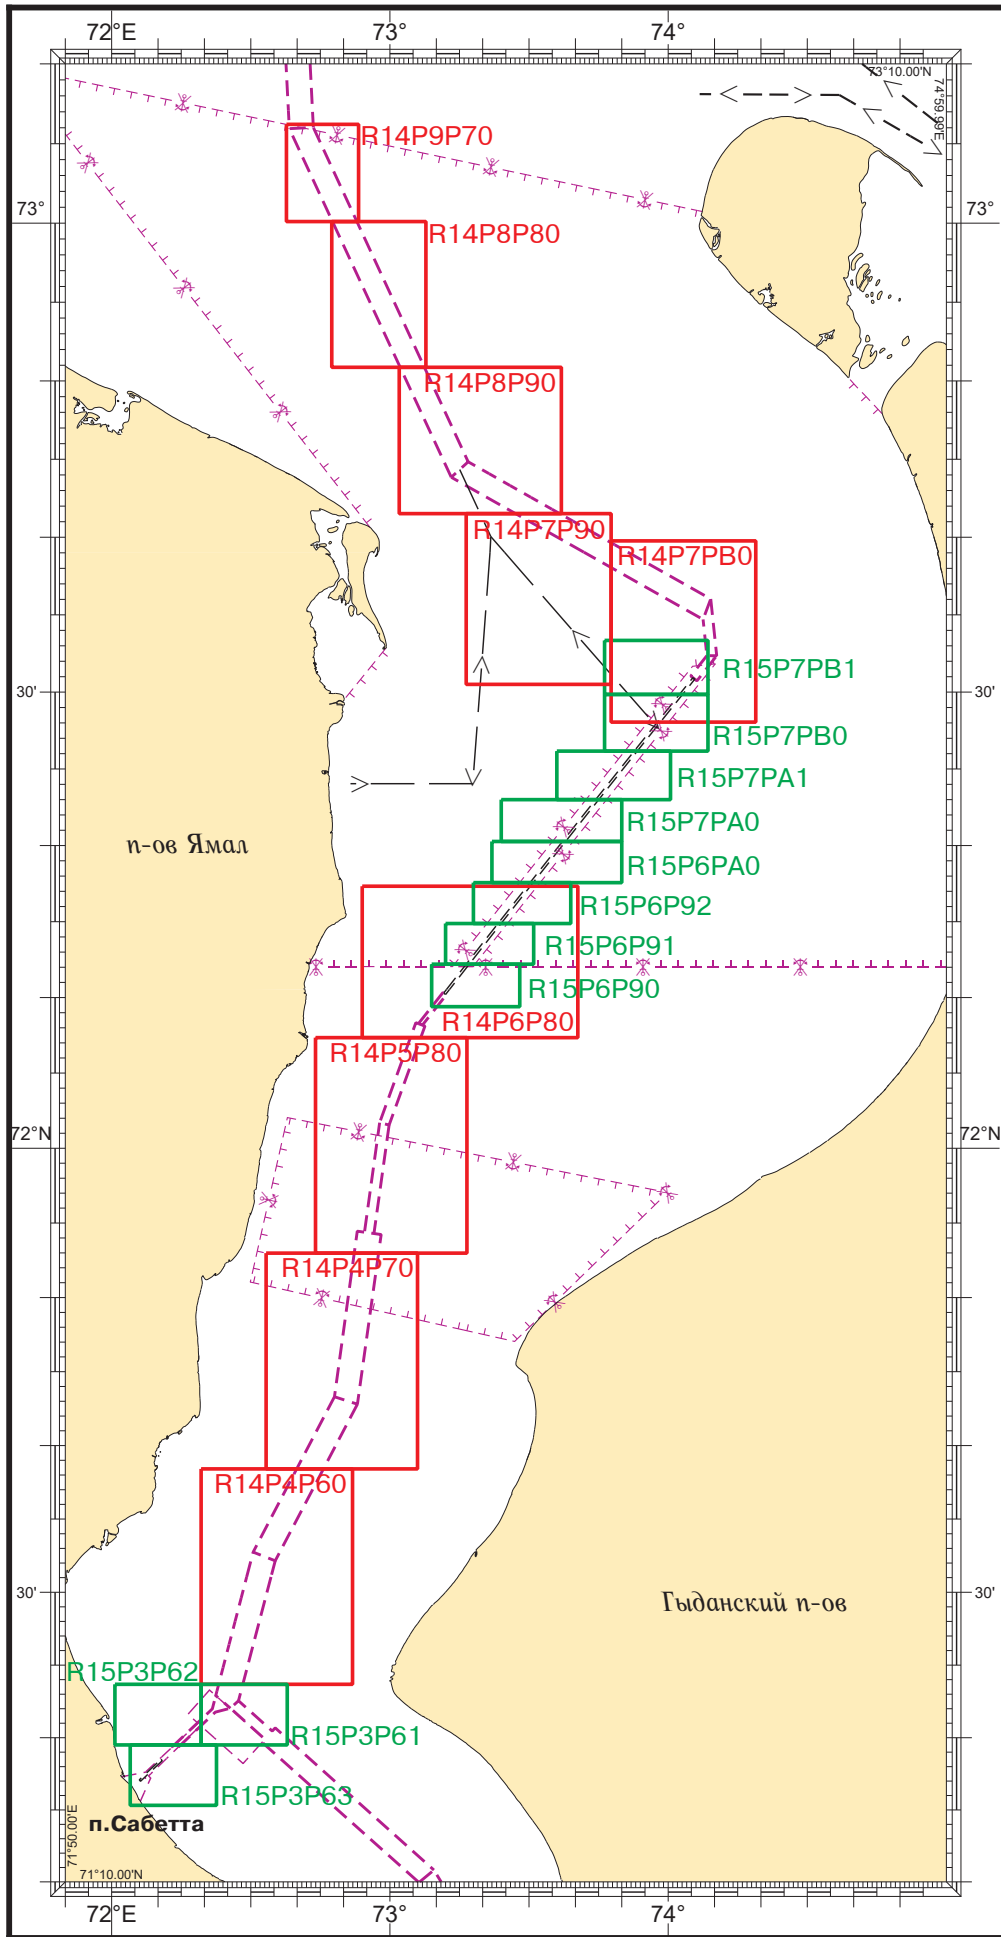 72°E 73° 74°
73°10.00'N
74°59.99'E
R14P9P70
73° 73°
R14P8P80
R14P8P90
R14P7P90
R14P7PB0
R15P7PB1
30' 30'
R15P7PB0
R15P7PA1
R15P7PA0
п-ов Ямал
R15P6PA0
R15P6P92
R15P6P91
R15P6P90
R14P6P80
R14P5P80
72°N 72°N
R14P4P70
R14P4P60
30' 30'
Гыданский п-ов
R15P3P62
R15P3P61
R15P3P63
п.Сабетта
71°50.00'E
71°10.00'N
72°E 73° 74°